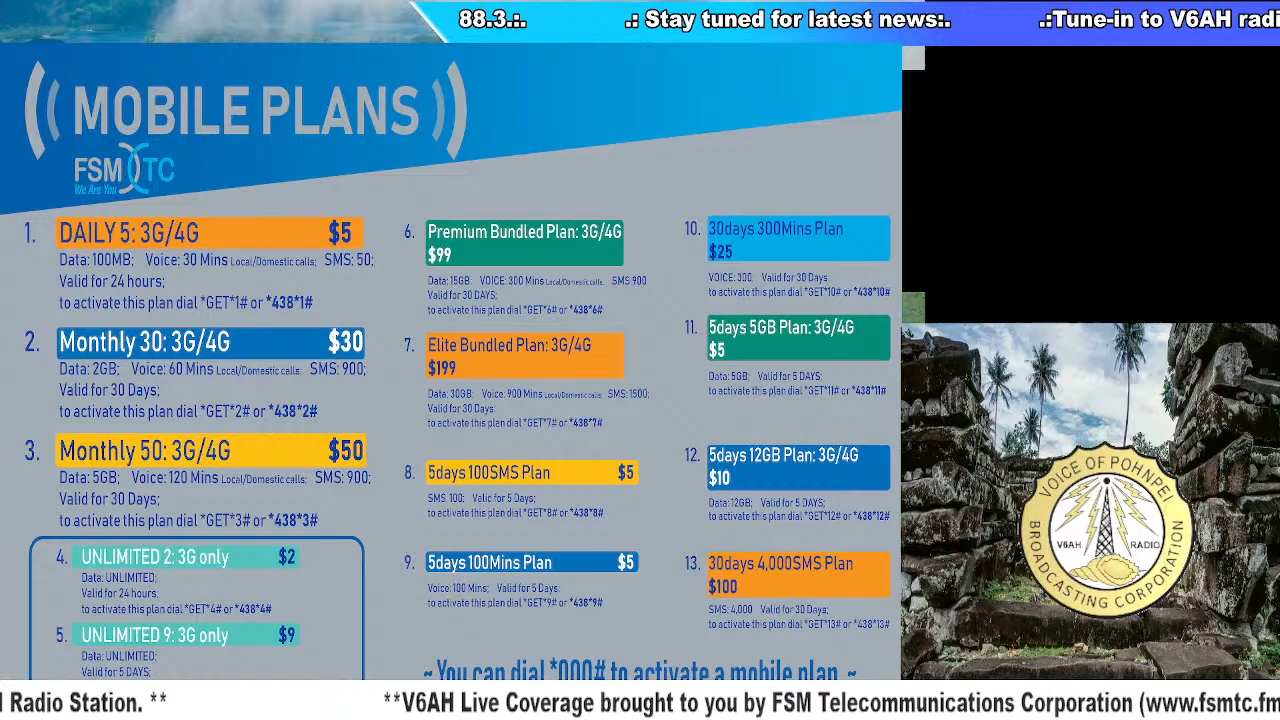 88.3.:.
.: Stay tuned for latest news:.
.:Tune-in to V6AH radi
MOBILE PLANS
FSMTC
We Are You
1. DAILY 5: 3G/4G $5
Data: 100MB; Voice: 30 Mins Local/Domestic calls; SMS: 50;
Valid for 24 hours;
to activate this plan dial *GET*1# or *438*1#
2. Monthly 30: 3G/4G $30
Data: 2GB; Voice: 60 Mins Local/Domestic calls. SMS: 900;
Valid for 30 Days;
to activate this plan dial *GET*2# or *438*2#
3. Monthly 50: 3G/4G $50
Data: 5GB; Voice: 120 Mins Local/Domestic calls; SMS: 900;
Valid for 30 Days;
to activate this plan dial *GET*3# or *438*3#
4. UNLIMITED 2: 3G only $2
Data: UNLIMITED;
Valid for 24 hours;
to activate this plan dial *GET*4# or *438*4#
5. UNLIMITED 9: 3G only $9
Data: UNLIMITED;
Valid for 5 DAYS;
6. Premium Bundled Plan: 3G/4G
$99
Data: 15GB; VOICE: 300 Mins Local/Domestic calls. SMS 900
Valid for 30 DAYS;
to activate this plan dial *GET*6# or *438*6#
7. Elite Bundled Plan: 3G/4G
$199
Data: 30GB; Voice: 900 Mins Local/Domestic calls; SMS: 1500;
Valid for 30 Days;
to activate this plan dial *GET*7# or *438*7#
8. 5days 100SMS Plan $5
SMS 100; Valid for 5 Days;
to activate this plan dial *GET*8# or *438*8#
9. 5days 100Mins Plan $5
Voice: 100 Mins; Valid for 5 Days;
to activate this plan dial *GET*9# or *438*9#
10. 30days 300Mins Plan
$25
VOICE: 300 Valid for 30 Days;
to activate this plan dial *GET*10# or *438*10#
11. 5days 5GB Plan: 3G/4G
$5
Data: 5GB; Valid for 5 DAYS;
to activate this plan dial *GET*11# or *438*11#
12. 5days 12GB Plan: 3G/4G
$10
Data: 12GB; Valid for 5 DAYS;
to activate this plan dial *GET*12# or *438*12#
13. 30days 4,000SMS Plan
$100
SMS: 4,000 Valid for 30 Days;
to activate this plan dial *GET*13# or *438*13#
~ You can dial *000# to activate a mobile plan ~
VOICE OF POHNPEI
V6AH RADIO
BROADCASTING CORPORATION
l Radio Station. **
**V6AH Live Coverage brought to you by FSM Telecommunications Corporation (www.fsmtc.fm